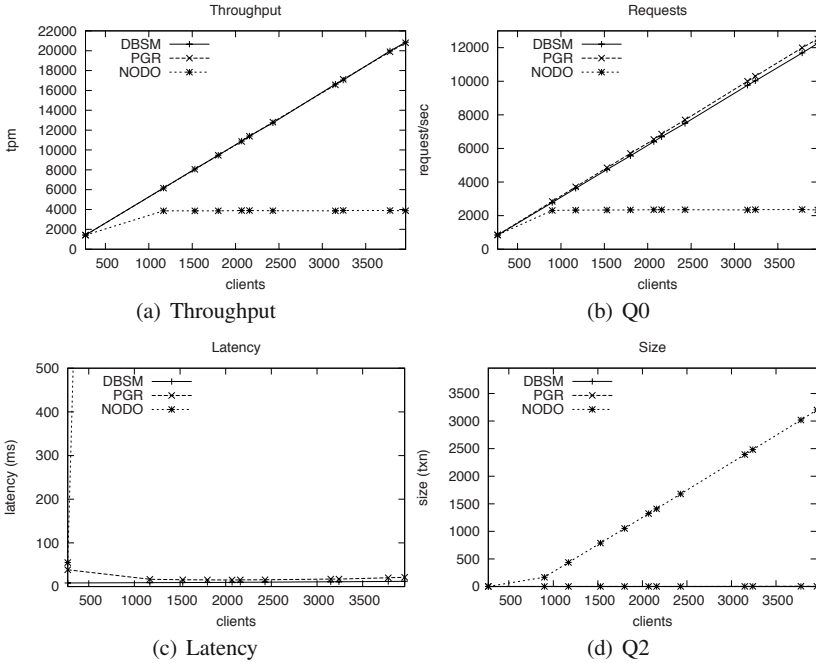 Throughput
22000
20000
18000
16000
14000
12000
10000
8000
6000
4000
2000
0
tpm
DBSM
PGR
NODO
500 1000 1500 2000 2500 3000 3500
clients
(a) Throughput
Requests
12000
10000
8000
6000
4000
2000
0
request/sec
DBSM
PGR
NODO
500 1000 1500 2000 2500 3000 3500
clients
(b) Q0
Latency
500
400
300
200
100
0
latency (ms)
DBSM
PGR
NODO
500 1000 1500 2000 2500 3000 3500
clients
(c) Latency
Size
3500
3000
2500
2000
1500
1000
500
0
size (txn)
DBSM
PGR
NODO
500 1000 1500 2000 2500 3000 3500
clients
(d) Q2